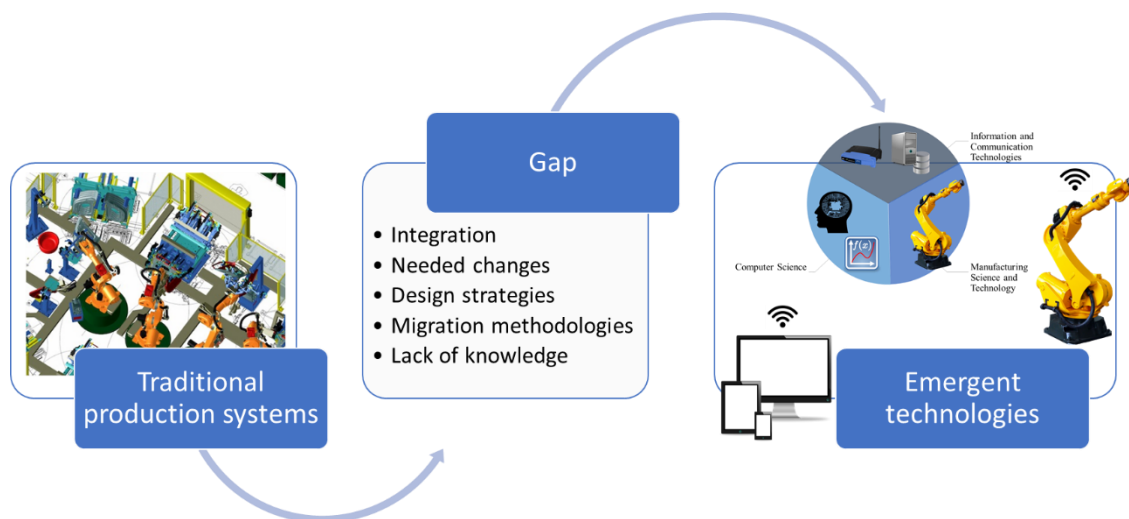 Traditional
production systems
Gap
• Integration
• Needed changes
• Design strategies
• Migration methodologies
• Lack of knowledge
Information and
Communication
Technologies
Computer Science
f(x)
Manufacturing
Science and
Technology
Emergent
technologies